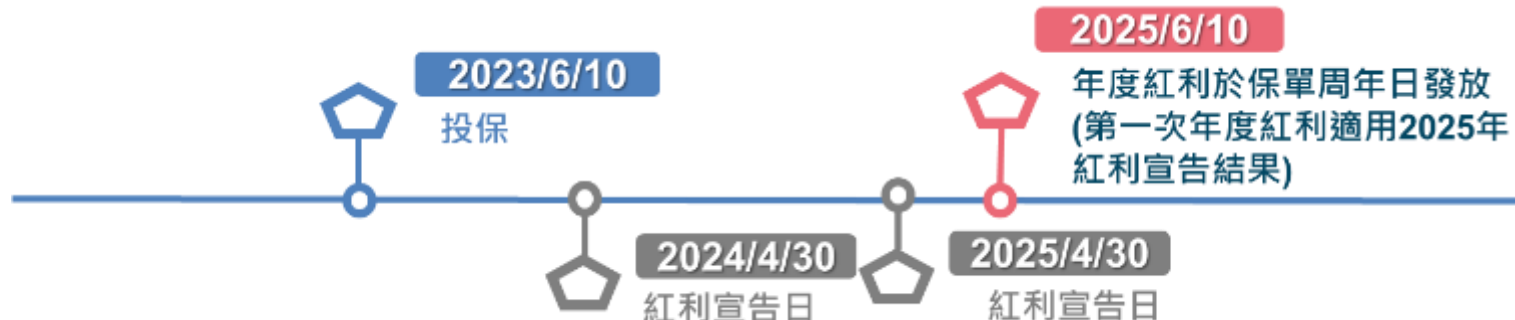 2023/6/10
投保
2025/6/10
年度紅利於保單周年日發放
(第一次年度紅利適用2025年
紅利宣告結果)
2024/4/30
紅利宣告日
2025/4/30
紅利宣告日